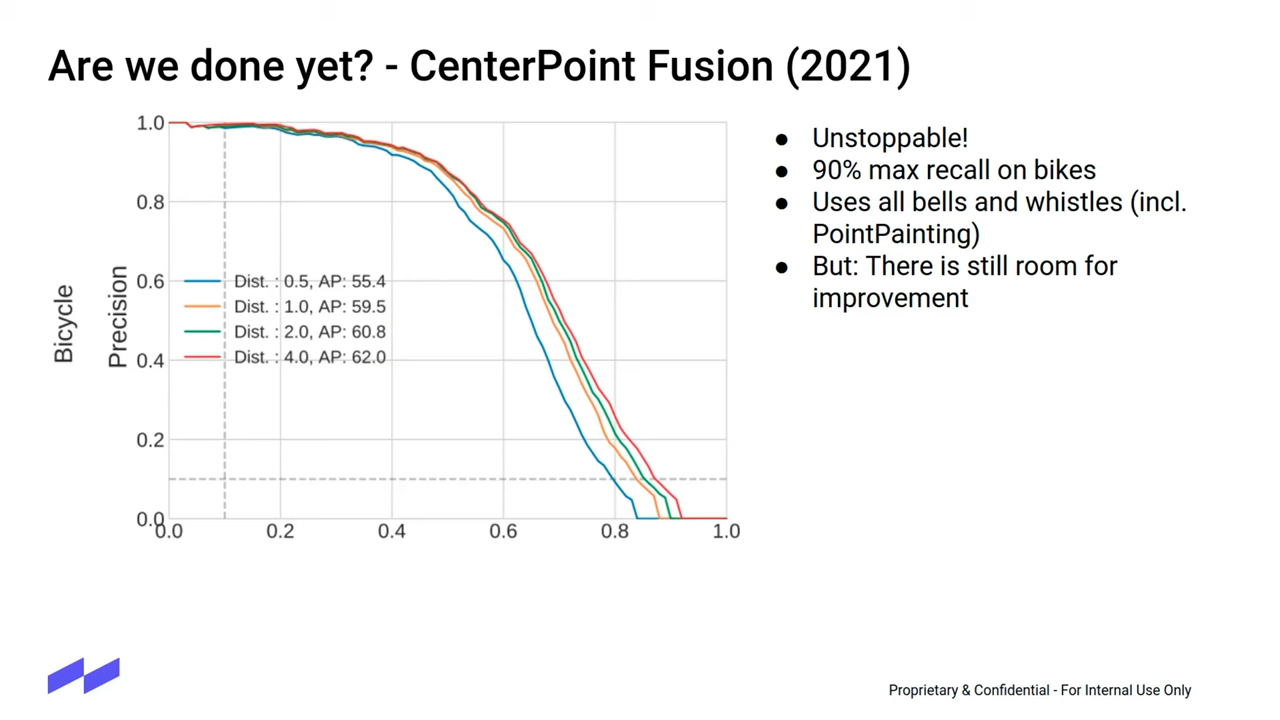 Are we done yet? - CenterPoint Fusion (2021)
Bicycle
Precision
1.0
0.8
0.6
0.4
0.2
0.0
Dist. : 0.5, AP: 55.4
Dist. : 1.0, AP: 59.5
Dist. : 2.0, AP: 60.8
Dist. : 4.0, AP: 62.0
0.0 0.2 0.4 0.6 0.8 1.0
● Unstoppable!
● 90% max recall on bikes
● Uses all bells and whistles (incl.
PointPainting)
● But: There is still room for
improvement
Proprietary & Confidential - For Internal Use Only